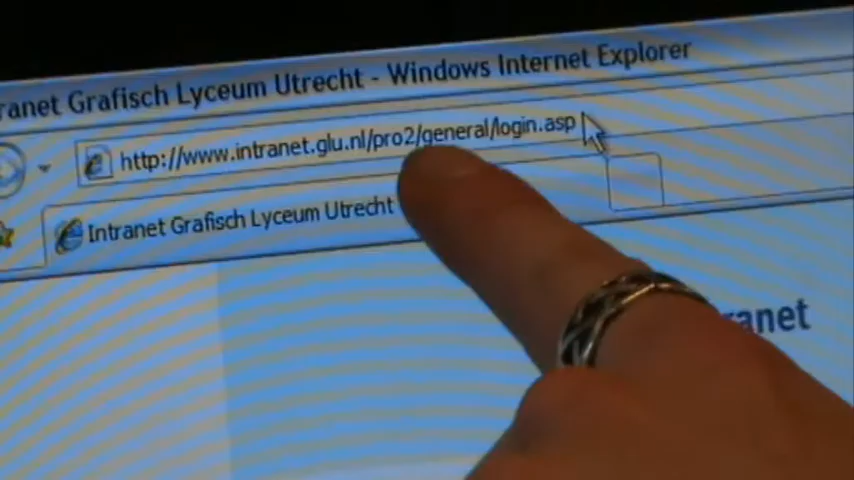 ranet Grafisch Lyceum Utrecht - Windows Internet Explorer
http://www.intranet.glu.nl/pro2/general/login.asp
Intranet Grafisch Lyceum Utrecht
ranet